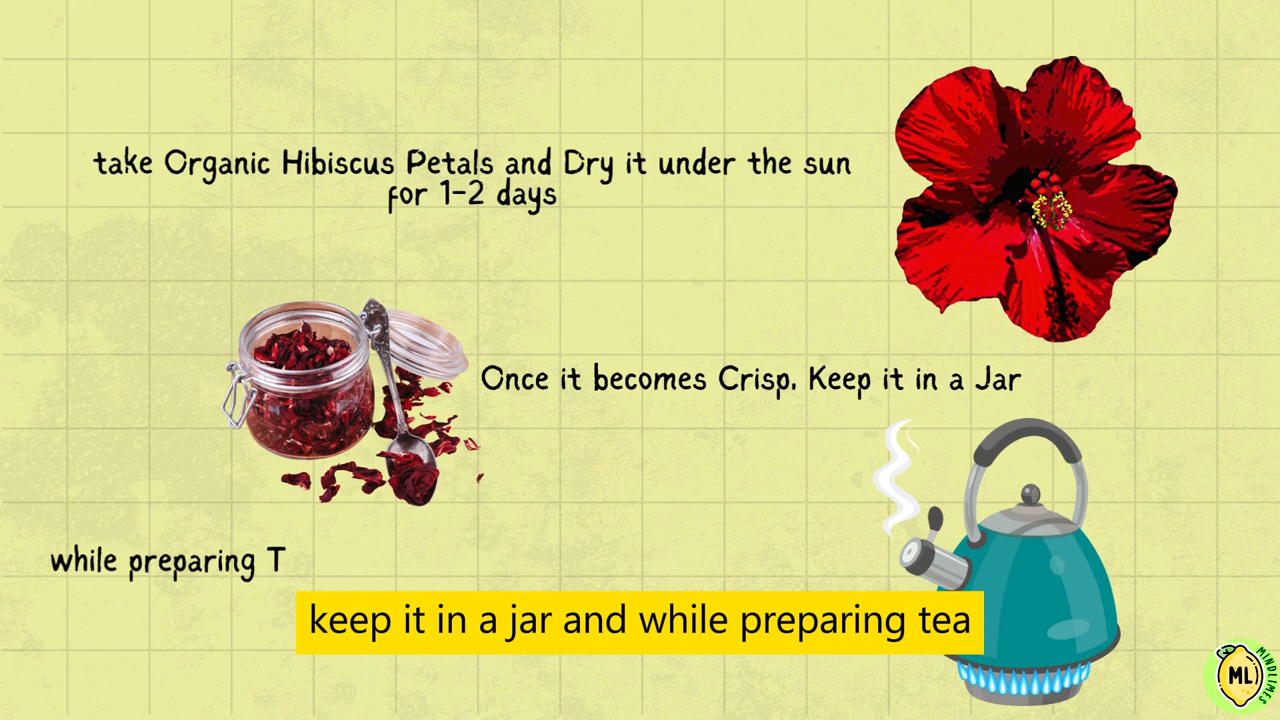 take Organic Hibiscus Petals and Dry it under the sun
for 1-2 days
Once it becomes Crisp, Keep it in a Jar
while preparing T
keep it in a jar and while preparing tea
ML
MINDLIMES